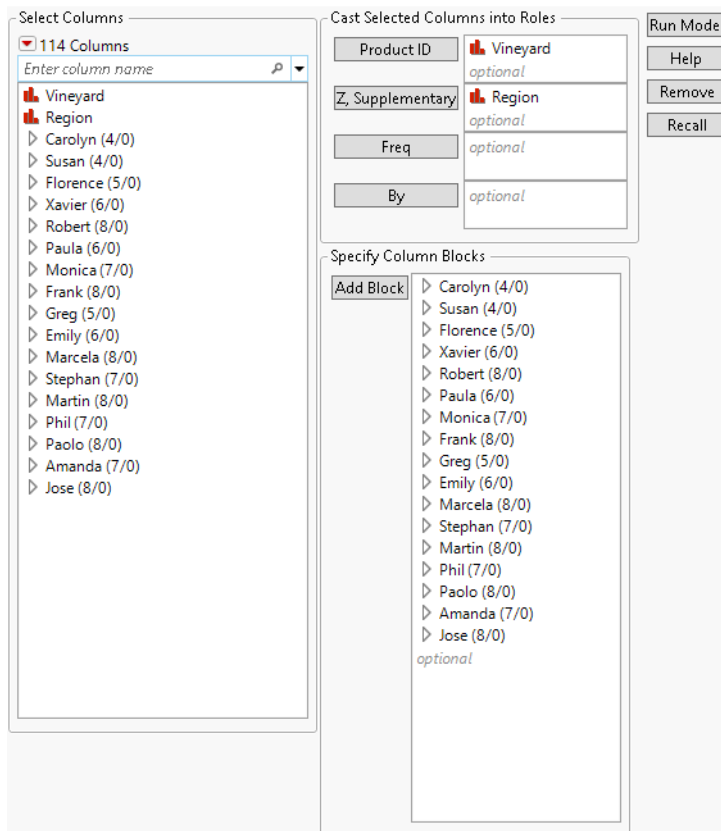 Select Columns
114 Columns
Enter column name
Vineyard
Region
Carolyn (4/0)
Susan (4/0)
Florence (5/0)
Xavier (6/0)
Robert (8/0)
Paula (6/0)
Monica (7/0)
Frank (8/0)
Greg (5/0)
Emily (6/0)
Marcela (8/0)
Stephan (7/0)
Martin (8/0)
Phil (7/0)
Paolo (8/0)
Amanda (7/0)
Jose (8/0)
Cast Selected Columns into Roles
Product ID
Vineyard
optional
Z, Supplementary
Region
optional
Freq
optional
By
optional
Specify Column Blocks
Add Block
Carolyn (4/0)
Susan (4/0)
Florence (5/0)
Xavier (6/0)
Robert (8/0)
Paula (6/0)
Monica (7/0)
Frank (8/0)
Greg (5/0)
Emily (6/0)
Marcela (8/0)
Stephan (7/0)
Martin (8/0)
Phil (7/0)
Paolo (8/0)
Amanda (7/0)
Jose (8/0)
optional
Run Mode
Help
Remove
Recall